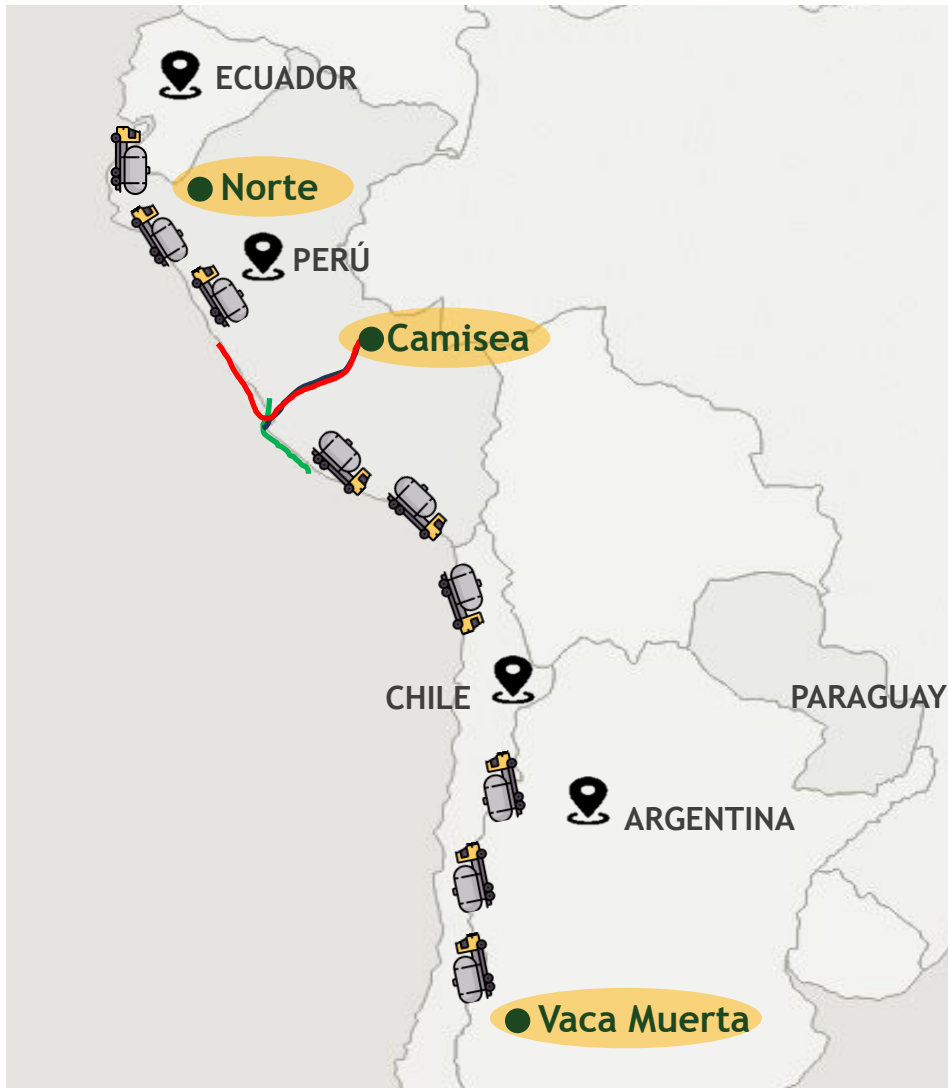 ECUADOR
Norte
PERÚ
Camisea
CHILE
PARAGUAY
ARGENTINA
Vaca Muerta